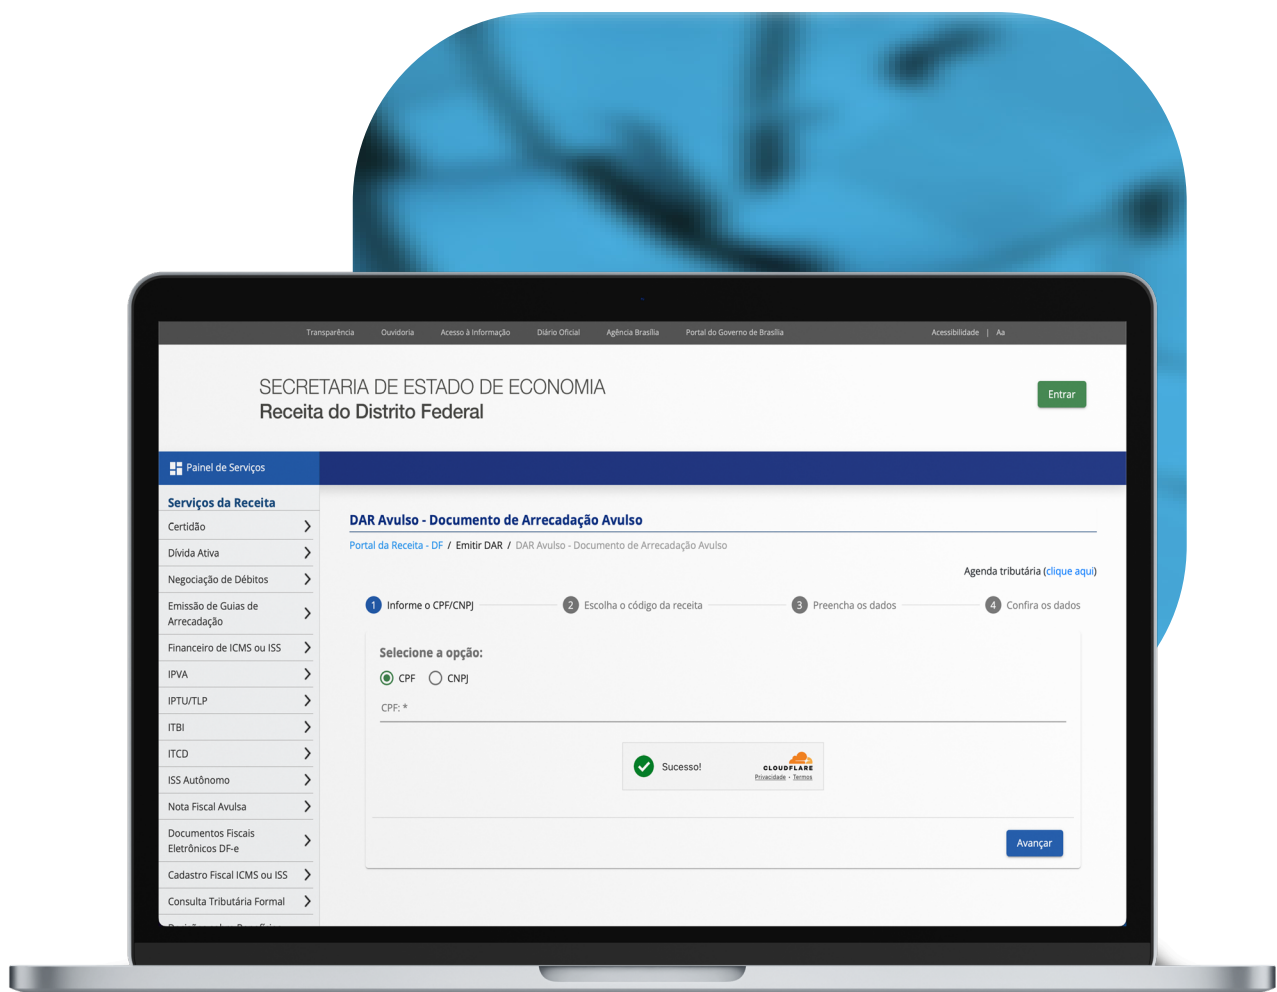 Transparência Ouvidoria Acesso à Informação Diário Oficial Agência Brasília Portal do Governo de Brasília Acessibilidade | Aa
SECRETARIA DE ESTADO DE ECONOMIA
Receita do Distrito Federal
Entrar
Painel de Serviços
Serviços da Receita
Certidão
Dívida Ativa
Negociação de Débitos
Emissão de Guias de
Arrecadação
Financeiro de ICMS ou ISS
IPVA
IPTU/TLP
ITBI
ITCD
ISS Autônomo
Nota Fiscal Avulsa
Documentos Fiscais
Eletrônicos DF-e
Cadastro Fiscal ICMS ou ISS
Consulta Tributária Formal
DAR Avulso - Documento de Arrecadação Avulso
Portal da Receita - DF / Emitir DAR / DAR Avulso - Documento de Arrecadação Avulso
Agenda tributária (clique aqui)
1 Informe o CPF/CNPJ 2 Escolha o código da receita 3 Preencha os dados 4 Confira os dados
Selecione a opção:
CPF CNPJ
CPF: *
Sucesso!
CLOUDFLARE
Privacidade • Termos
Avançar